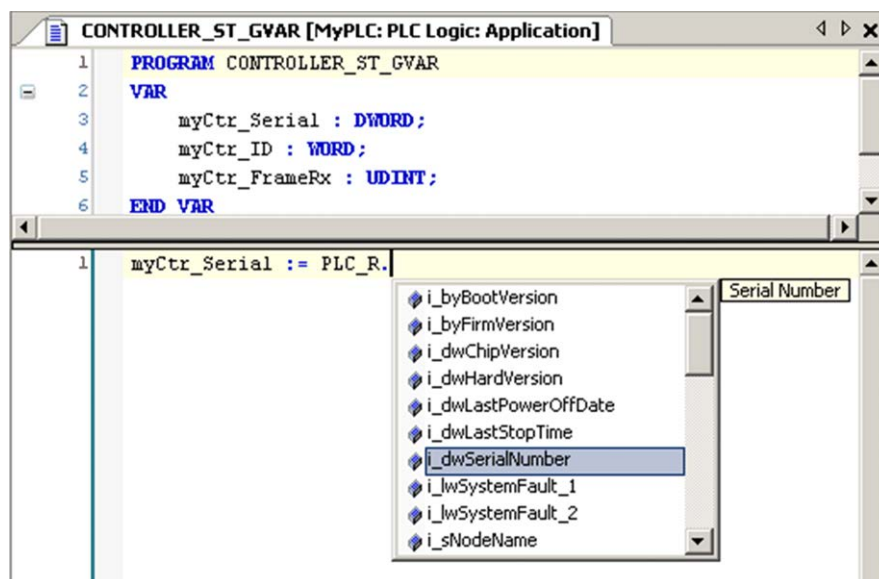 CONTROLLER_ST_GVAR [MyPLC: PLC Logic: Application]
1 PROGRAM CONTROLLER_ST_GVAR
2 VAR
3 myCtr_Serial : DWORD;
4 myCtr_ID : WORD;
5 myCtr_FrameRx : UDINT;
6 END_VAR
1 myCtr_Serial := PLC_R.
i_byBootVersion
i_byFirmVersion
i_dwChipVersion
i_dwHardVersion
i_dwLastPowerOffDate
i_dwLastStopTime
i_dwSerialNumber
Serial Number
i_lwSystemFault_1
i_lwSystemFault_2
i_sNodeName